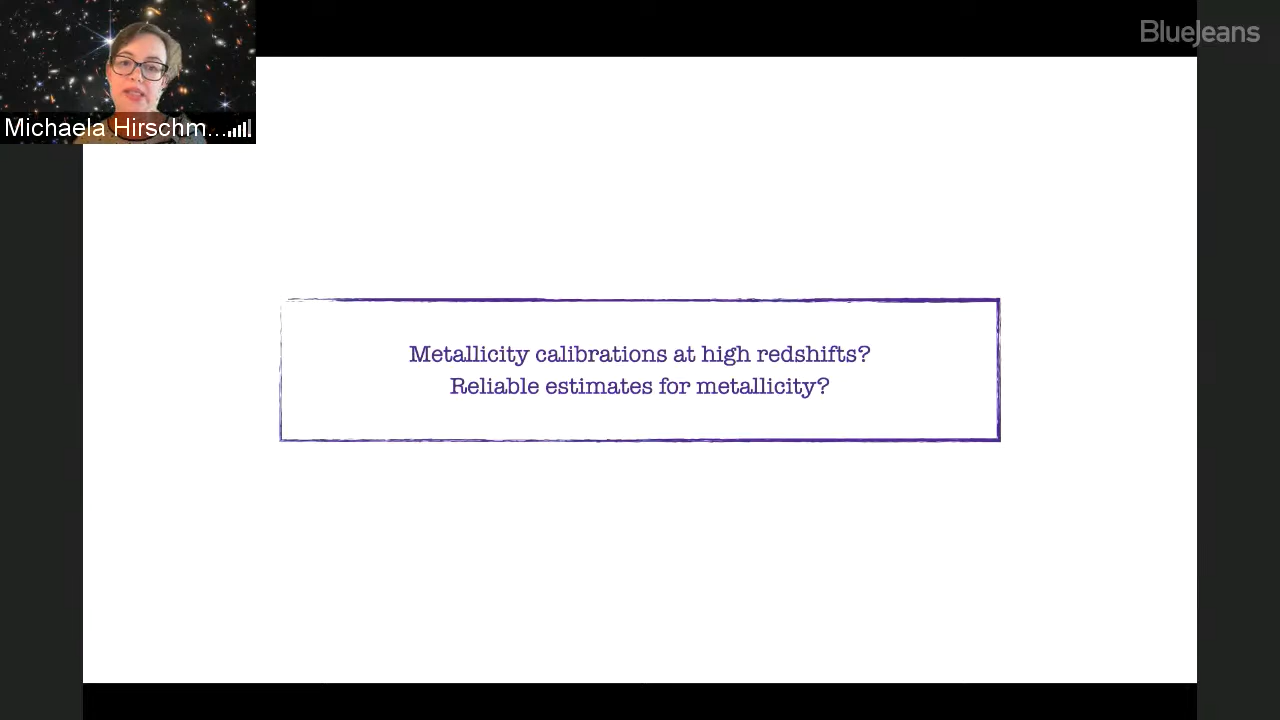 BlueJeans
Michaela Hirschm...
Metallicity calibrations at high redshifts?
Reliable estimates for metallicity?